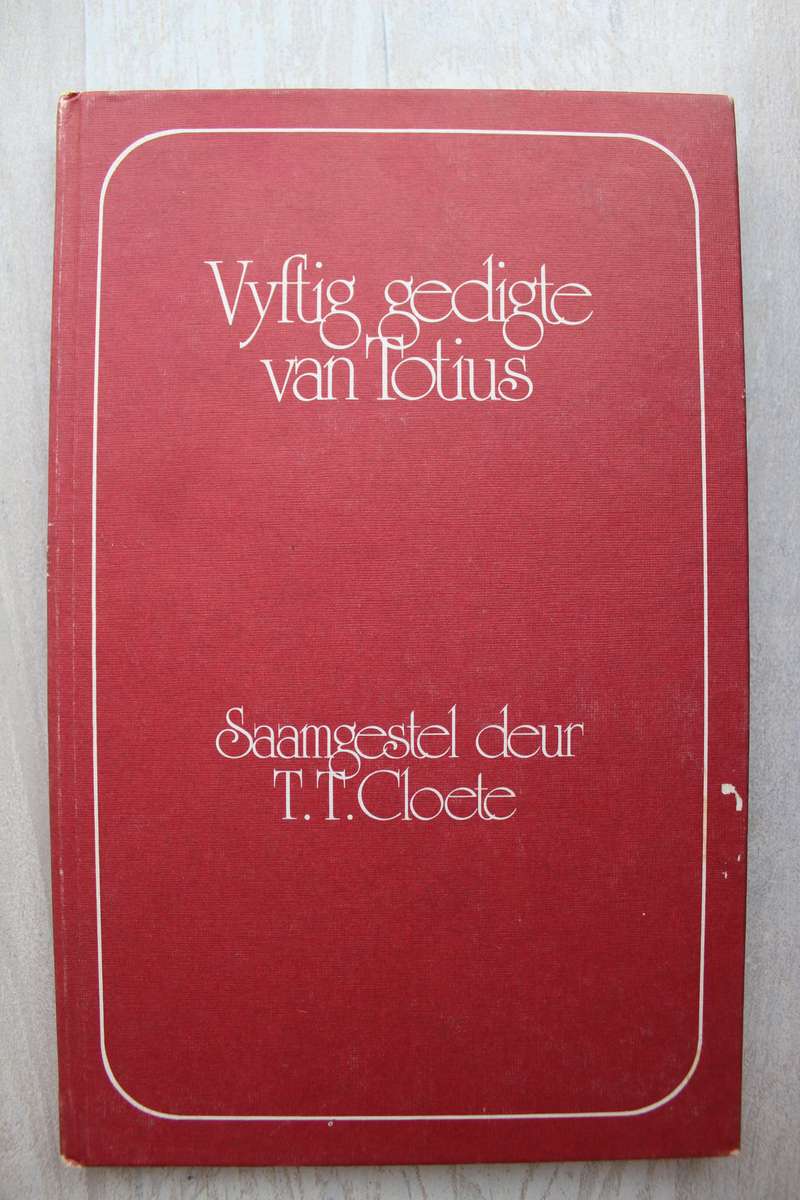 Vyftig gedigte
van Totius
Saamgestel deur
T.T. Cloete